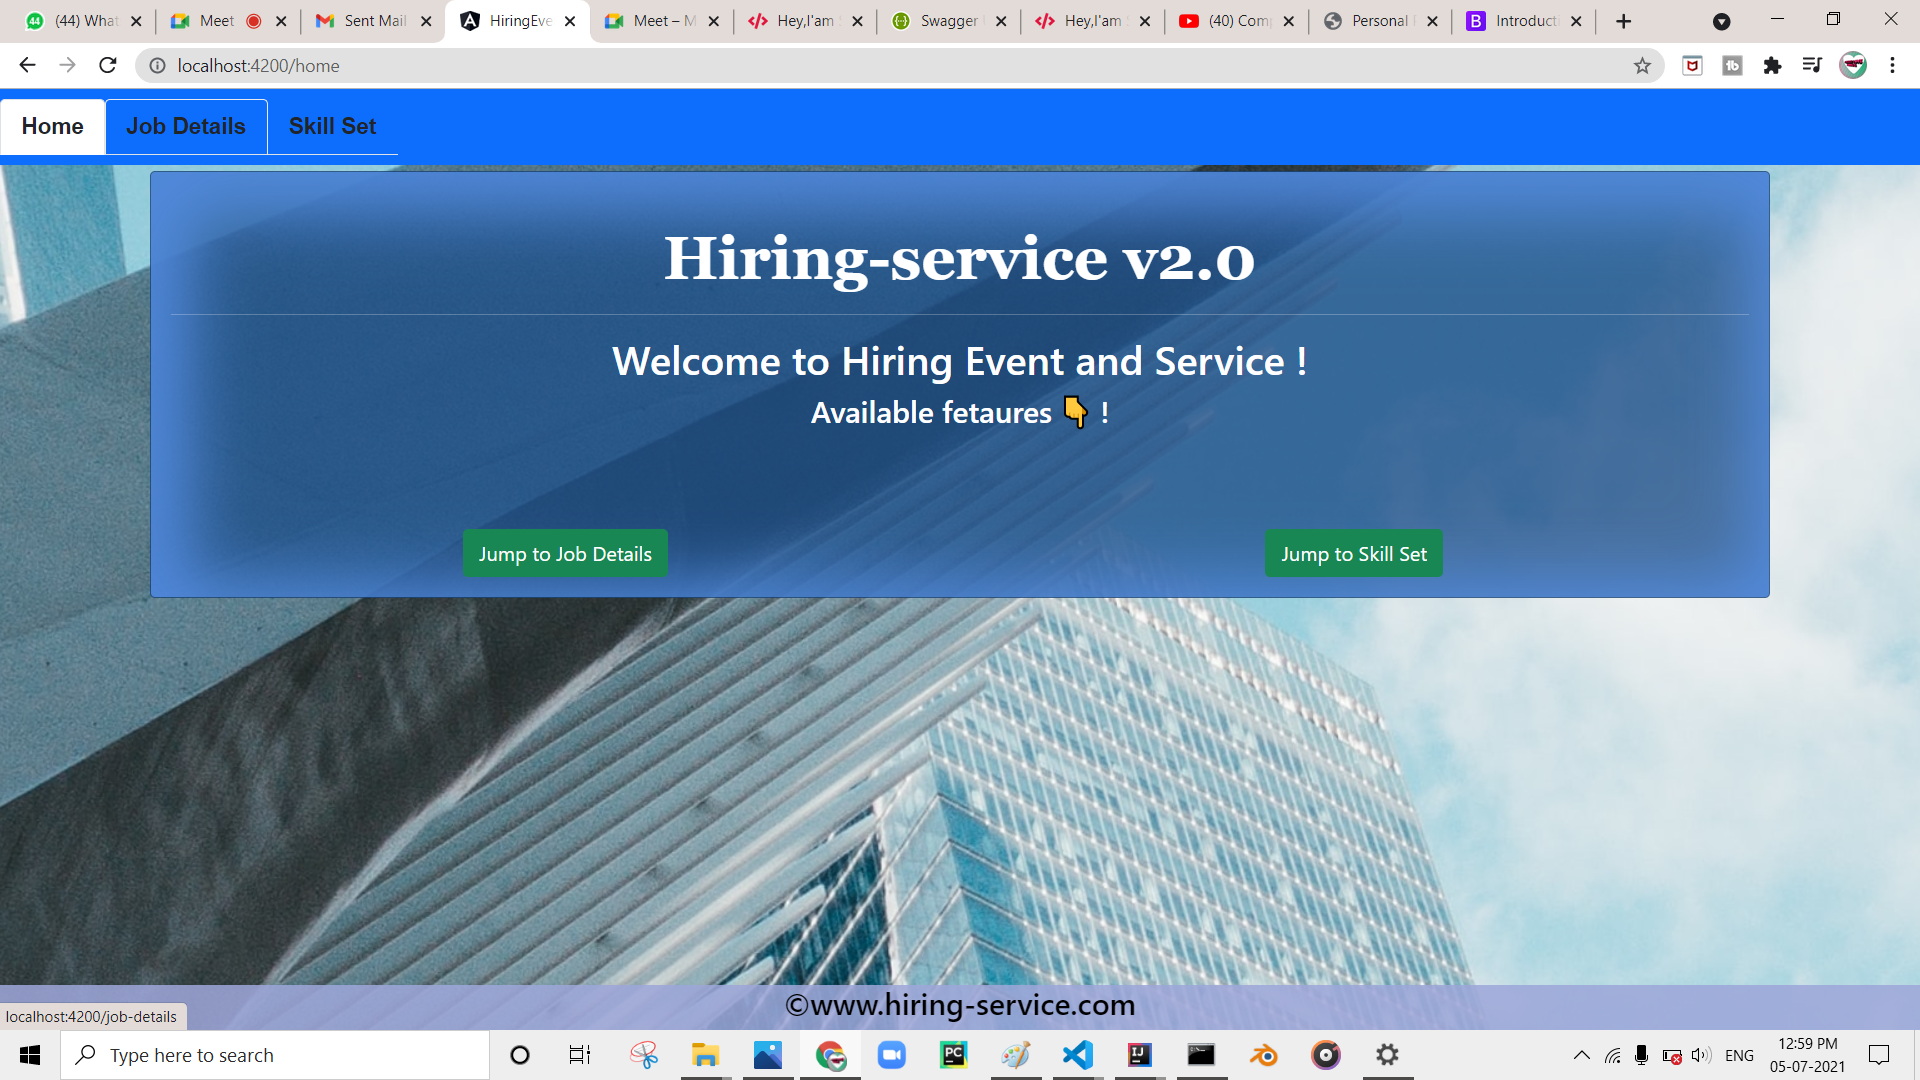 (44) What
Meet
Sent Mail
HiringEve
Meet – M
Hey,I'am
Swagger
Hey,I'am
(40) Com
Personal
Introducti
localhost:4200/home
Home
Job Details
Skill Set
Hiring-service v2.0
Welcome to Hiring Event and Service !
Available fetaures 👇 !
Jump to Job Details
Jump to Skill Set
©www.hiring-service.com
localhost:4200/job-details
Type here to search
ENG
12:59 PM
05-07-2021